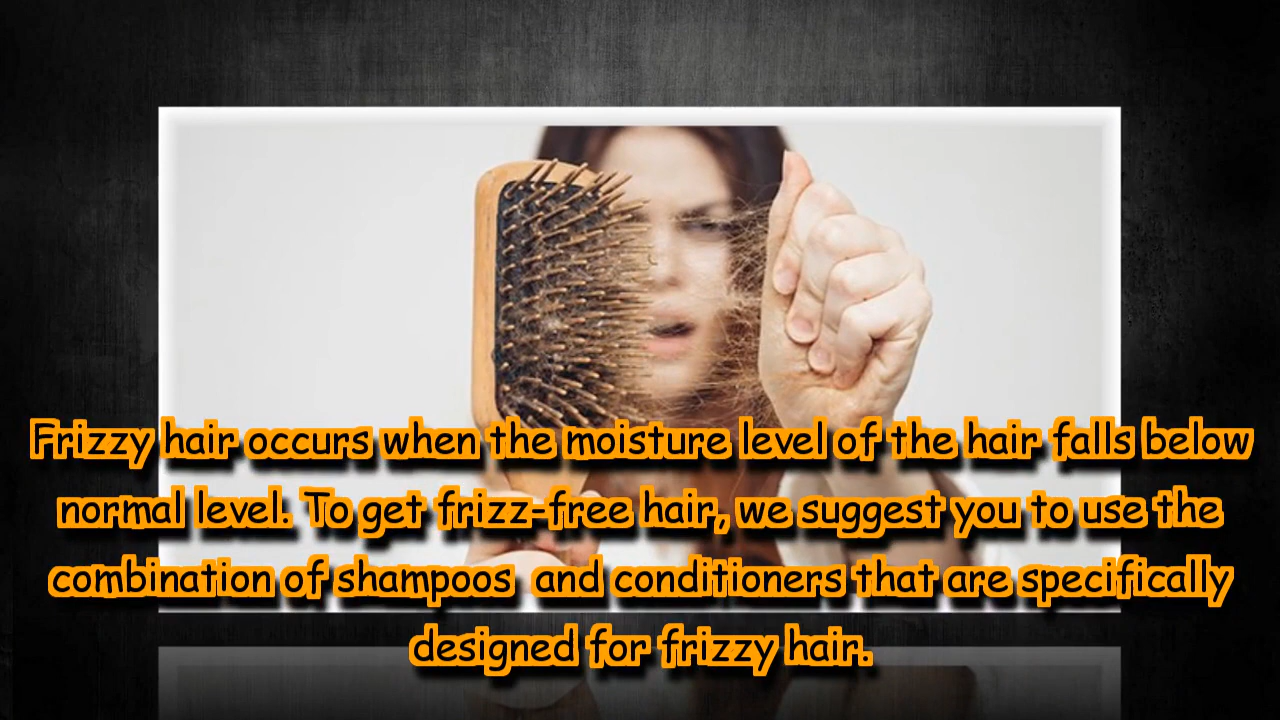 Frizzy hair occurs when the moisture level of the hair falls below
normal level. To get frizz-free hair, we suggest you to use the
combination of shampoos  and conditioners that are specifically
designed for frizzy hair.